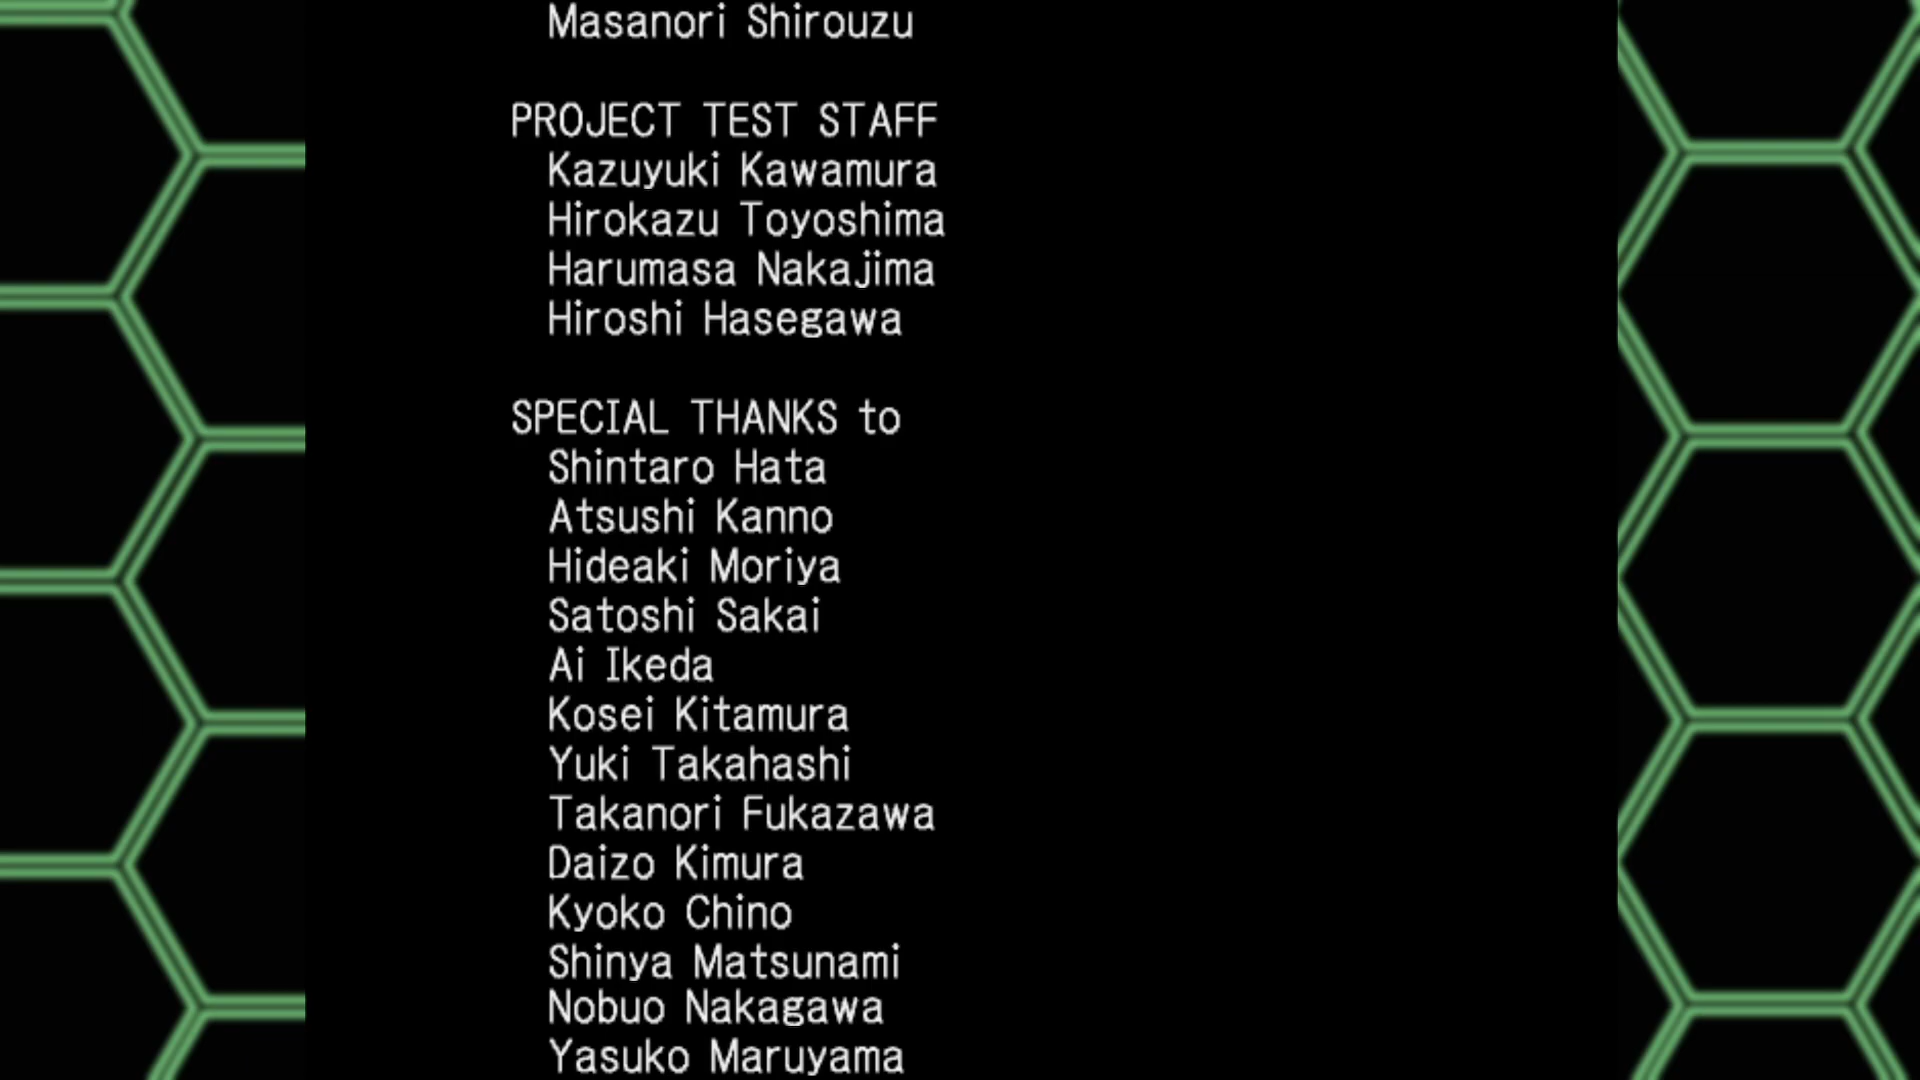 Masanori Shirouzu
PROJECT TEST STAFF
Kazuyuki Kawamura
Hirokazu Toyoshima
Harumasa Nakajima
Hiroshi Hasegawa
SPECIAL THANKS to
Shintaro Hata
Atsushi Kanno
Hideaki Moriya
Satoshi Sakai
Ai Ikeda
Kosei Kitamura
Yuki Takahashi
Takanori Fukazawa
Daizo Kimura
Kyoko Chino
Shinya Matsunami
Nobuo Nakagawa
Yasuko Maruyama